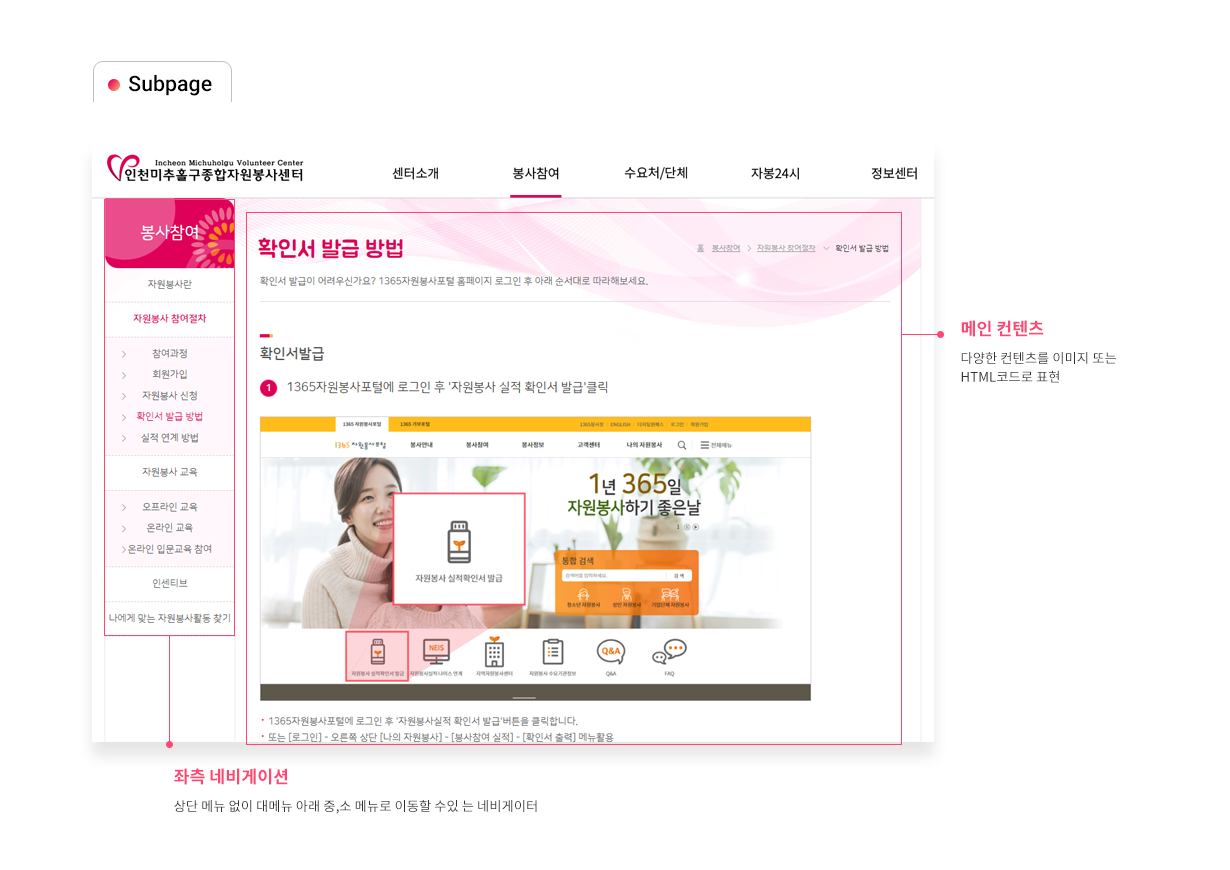 Subpage
Incheon Michuholgu Volunteer Center
인천미추홀구종합자원봉사센터
센터소개
봉사참여
수요처/단체
자봉24시
정보센터
봉사참여
자원봉사란
자원봉사 참여절차
참여과정
회원가입
자원봉사 신청
확인서 발급 방법
실적 연계 방법
자원봉사 교육
오프라인 교육
온라인 교육
온라인 입문교육 참여
인센티브
나에게 맞는 자원봉사활동 찾기
확인서 발급 방법
홈 봉사참여 > 자원봉사 참여절차 확인서 발급 방법
확인서 발급이 어려우신가요? 1365자원봉사포털 홈페이지 로그인 후 아래 순서대로 따라해보세요.
확인서발급
1 1365자원봉사포털에 로그인 후 '자원봉사 실적 확인서 발급'클릭
1365 자원봉사포털
1365 기부포털
ENGLISH
로그인
회원가입
1365 자원봉사포털
봉사안내
봉사참여
봉사정보
고객센터
나의 자원봉사
전체메뉴
1년 365일
자원봉사하기 좋은날
통합 검색
검색어를 입력하세요.
검색
청소년 자원봉사
성인 자원봉사
기업단체 자원봉사
자원봉사 실적확인서 발급
NEIS
Q&A
자원봉사 실적확인서 발급
자원봉사실적 나이스 연계
지역자원봉사센터
자원봉사 수요기관정보
Q&A
FAQ
· 1365자원봉사포털에 로그인 후 '자원봉사실적 확인서 발급'버튼을 클릭합니다.
· 또는 [로그인] - 오른쪽 상단 [나의 자원봉사] - [봉사참여 실적] - [확인서 출력] 메뉴활용
메인 컨텐츠
다양한 컨텐츠를 이미지 또는
HTML코드로 표현
좌측 네비게이션
상단 메뉴 없이 대메뉴 아래 중,소 메뉴로 이동할 수있 는 네비게이터